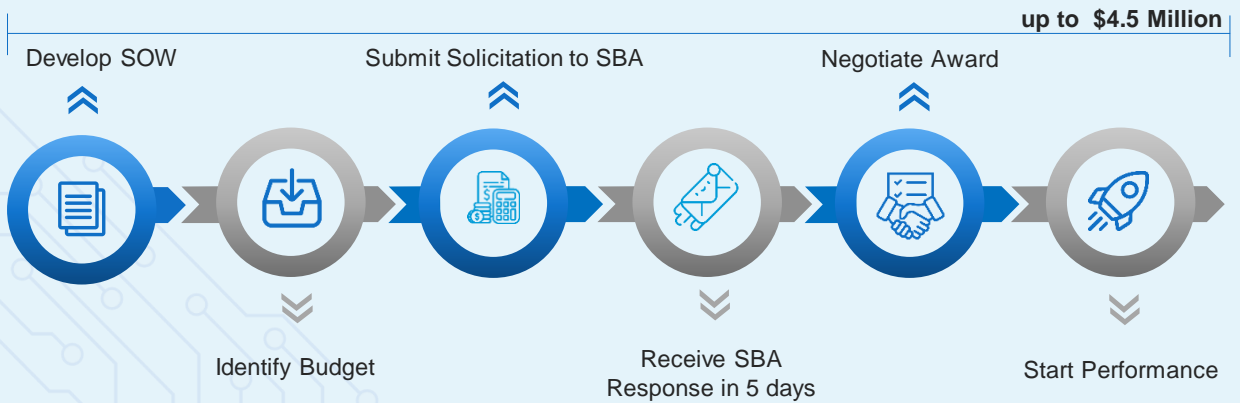 up to $4.5 Million
Develop SOW
Submit Solicitation to SBA
Negotiate Award
Identify Budget
Receive SBA
Response in 5 days
Start Performance